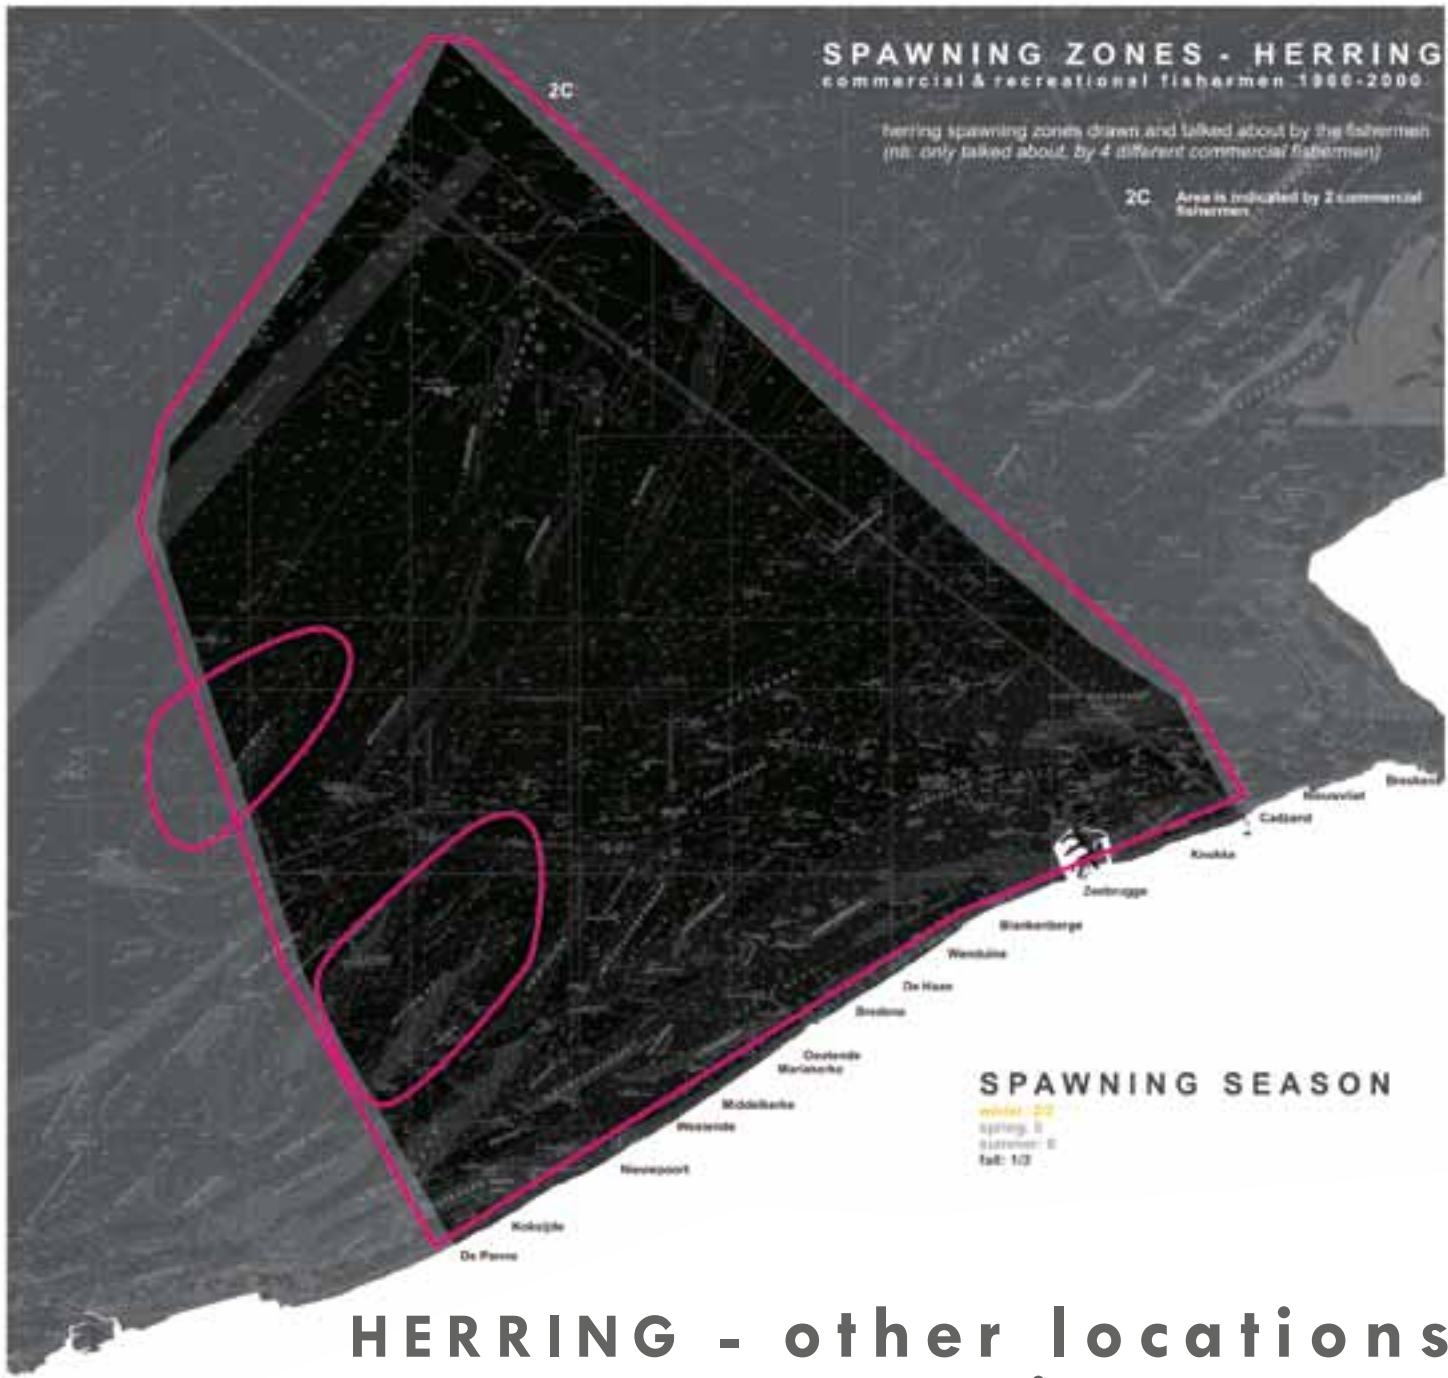 SPAWNING ZONES - HERRING
commercial & recreational fishermen 1960-2000
2C
herring spawning zones drawn and talked about by the fishermen
(nb: only talked about, by 4 different commercial fishermen)
2C Area is indicated by 2 commercial
fishermen
Breskens
Nieuwvliet
Cadzand
Knokke
Zeebrugge
Blankenberge
Wenduine
De Haan
Bredene
Oostende
Mariakerke
Middelkerke
Westende
Nieuwpoort
Koksijde
De Panne
SPAWNING SEASON
winter: 2/3
spring: 0
summer: 0
fall: 1/3
HERRING - other locations